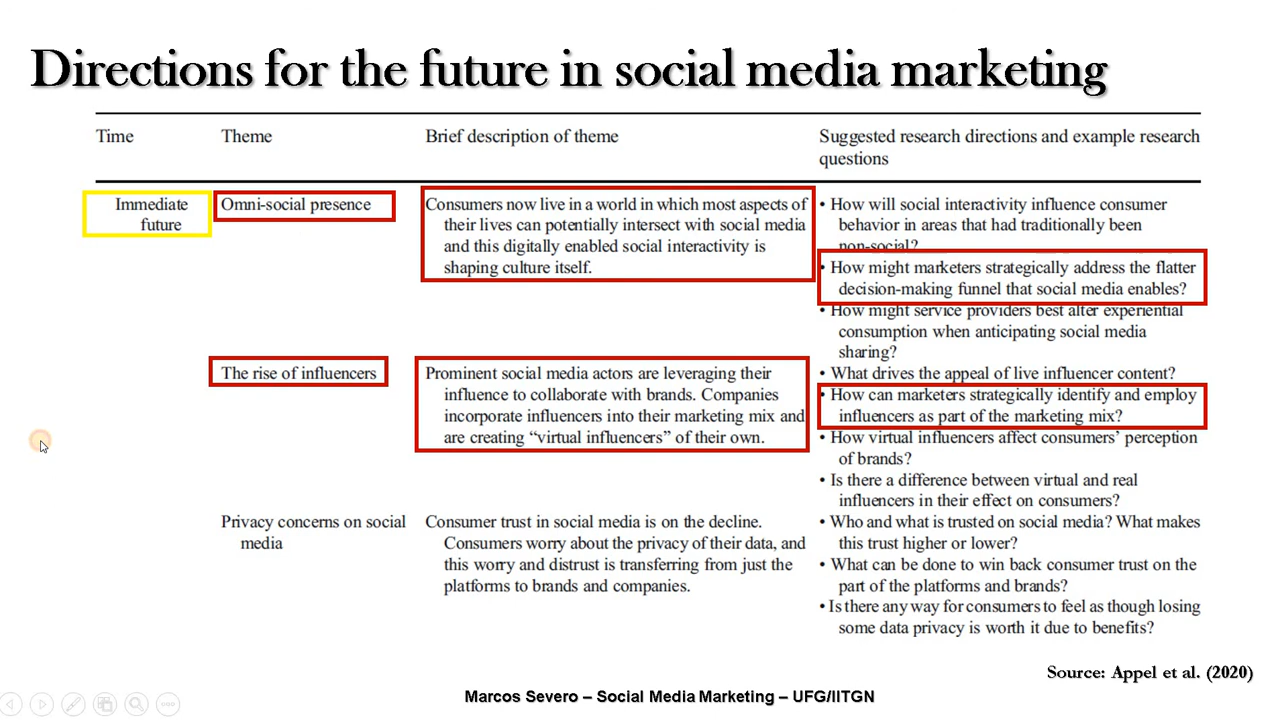 Directions for the future in social media marketing
Time
Theme
Brief description of theme
Suggested research directions and example research
questions
Immediate
future
Omni-social presence
Consumers now live in a world in which most aspects of
their lives can potentially intersect with social media
and this digitally enabled social interactivity is
shaping culture itself.
• How will social interactivity influence consumer
behavior in areas that had traditionally been
non-social?
• How might marketers strategically address the flatter
decision-making funnel that social media enables?
• How might service providers best alter experiential
consumption when anticipating social media
sharing?
The rise of influencers
Prominent social media actors are leveraging their
influence to collaborate with brands. Companies
incorporate influencers into their marketing mix and
are creating “virtual influencers” of their own.
• What drives the appeal of live influencer content?
• How can marketers strategically identify and employ
influencers as part of the marketing mix?
• How virtual influencers affect consumers’ perception
of brands?
• Is there a difference between virtual and real
influencers in their effect on consumers?
Privacy concerns on social
media
Consumer trust in social media is on the decline.
Consumers worry about the privacy of their data, and
this worry and distrust is transferring from just the
platforms to brands and companies.
• Who and what is trusted on social media? What makes
this trust higher or lower?
• What can be done to win back consumer trust on the
part of the platforms and brands?
• Is there any way for consumers to feel as though losing
some data privacy is worth it due to benefits?
Source: Appel et al. (2020)
Marcos Severo – Social Media Marketing – UFG/IITGN